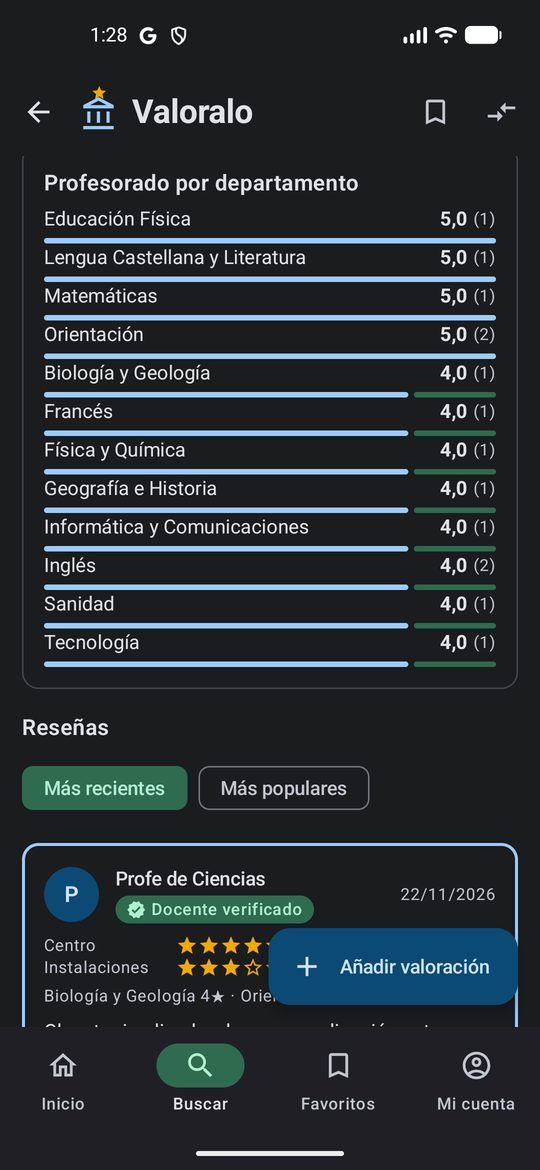 1:28
Valoralo
Profesorado por departamento
Educación Física 5,0 (1)
Lengua Castellana y Literatura 5,0 (1)
Matemáticas 5,0 (1)
Orientación 5,0 (2)
Biología y Geología 4,0 (1)
Francés 4,0 (1)
Física y Química 4,0 (1)
Geografía e Historia 4,0 (1)
Informática y Comunicaciones 4,0 (1)
Inglés 4,0 (2)
Sanidad 4,0 (1)
Tecnología 4,0 (1)
Reseñas
Más recientes Más populares
P Profe de Ciencias 22/11/2026
Docente verificado
Centro
Instalaciones
Añadir valoración
Biología y Geología 4★ ·
Inicio Buscar Favoritos Mi cuenta